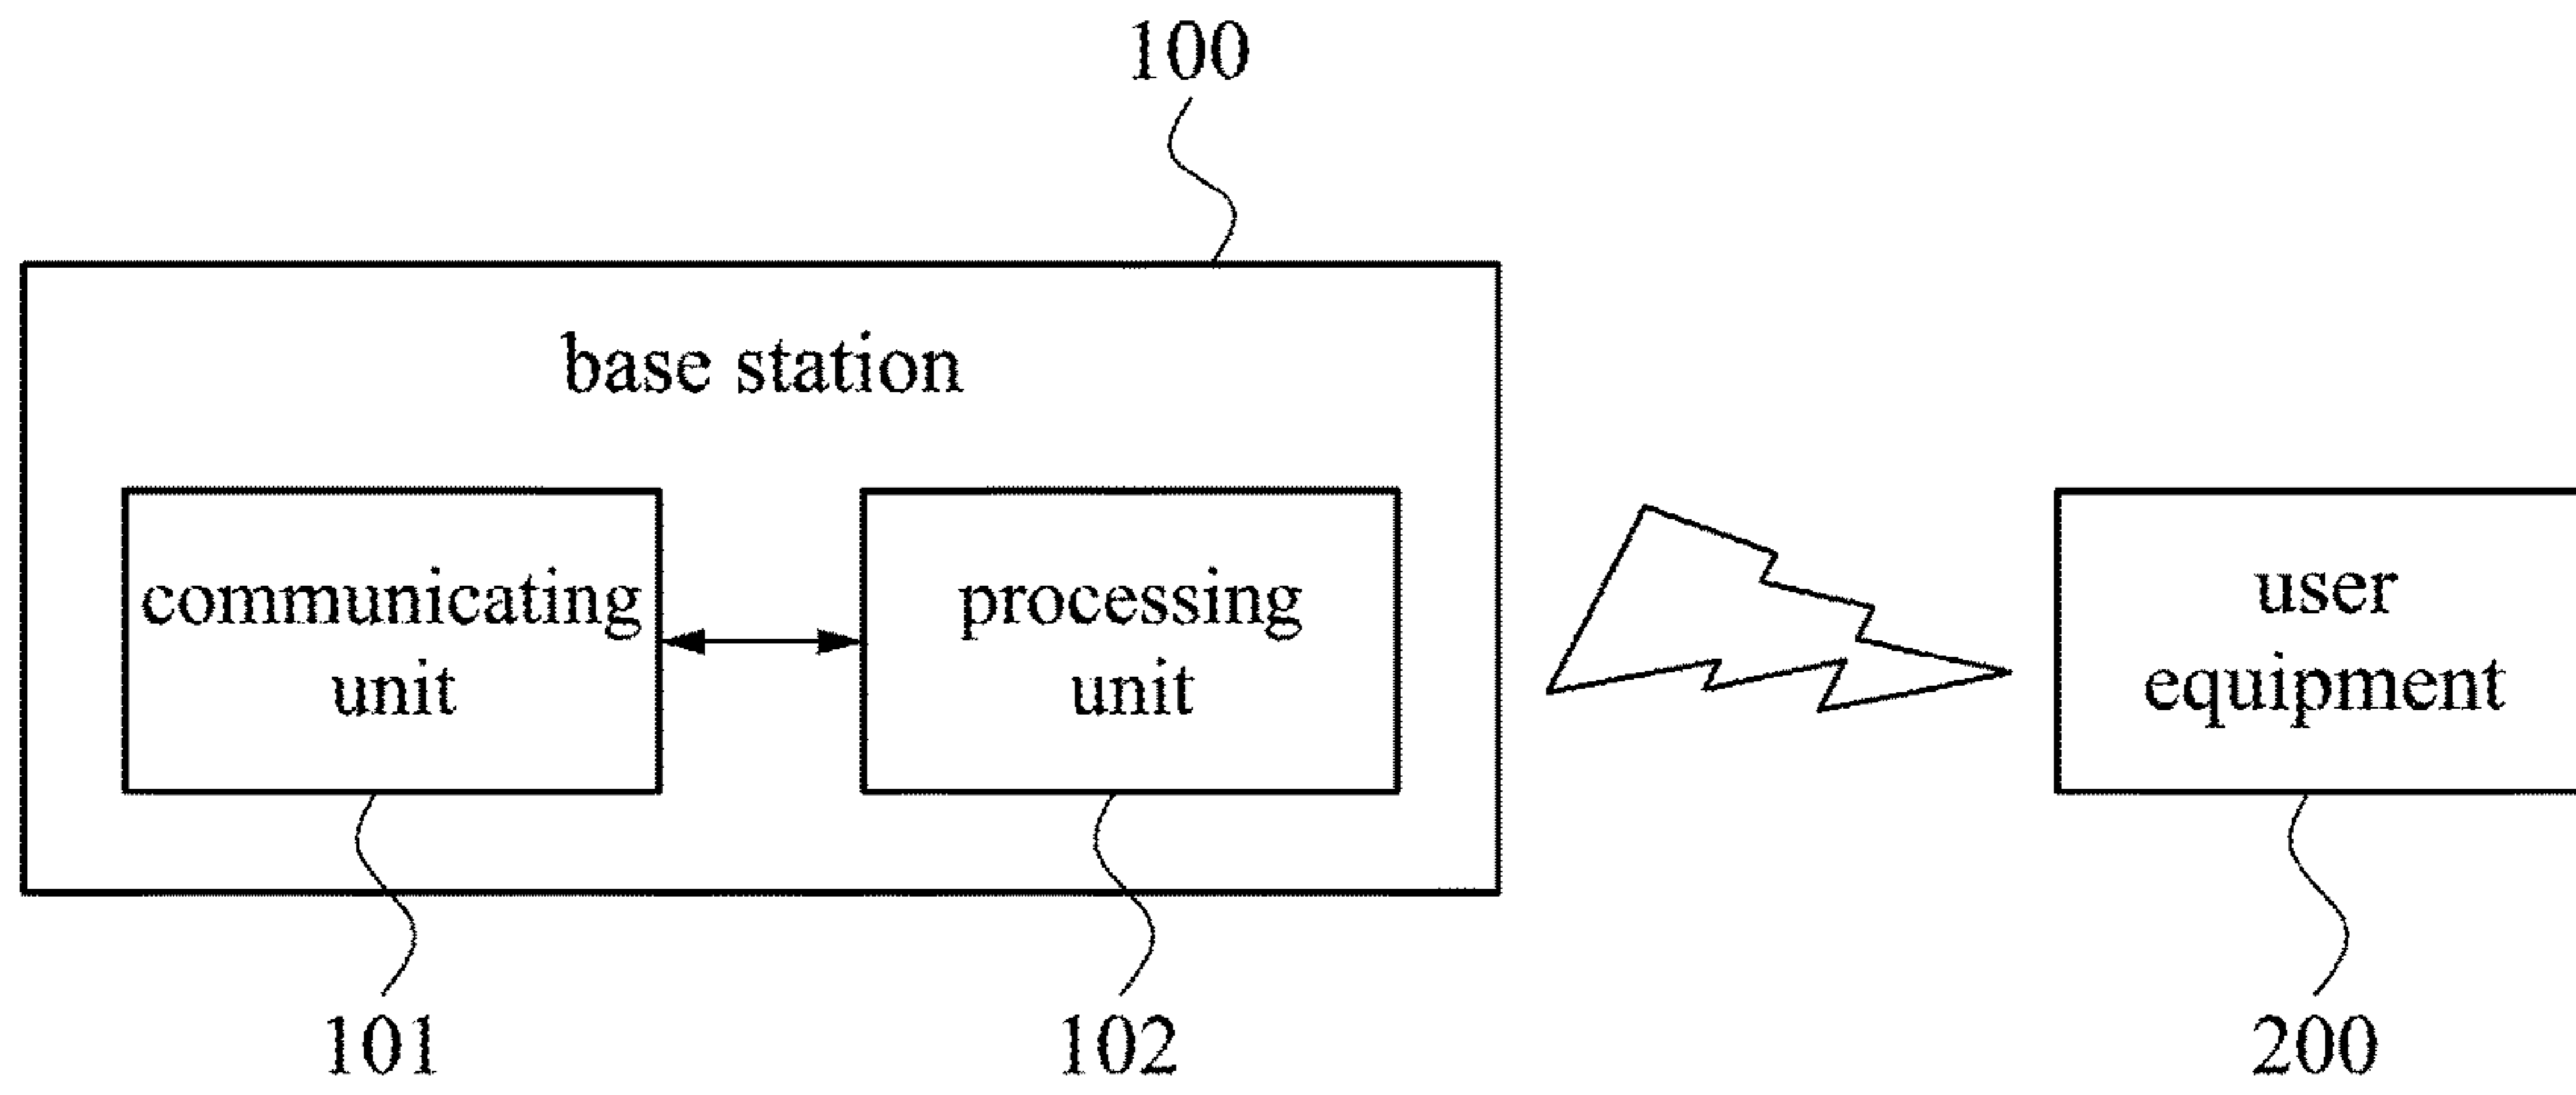 100
base station
communicating
unit
processing
unit
user
equipment
101
102
200